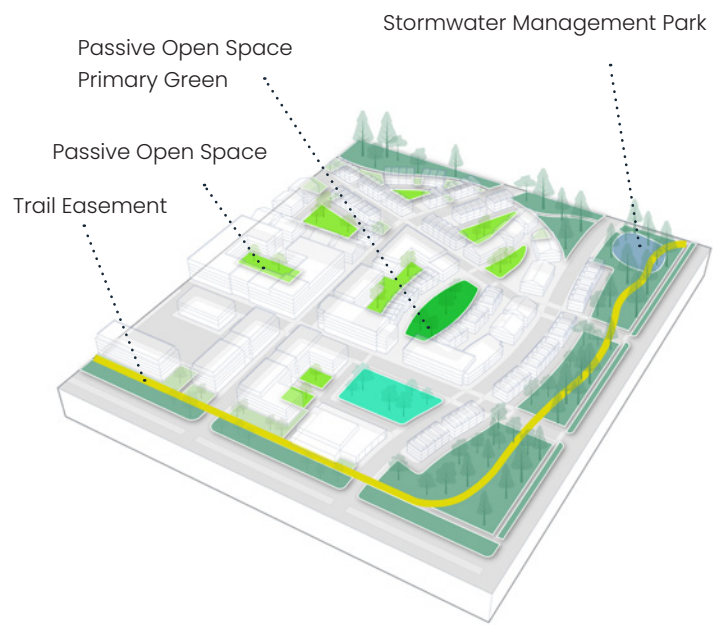 Stormwater Management Park
Passive Open Space
Primary Green
Passive Open Space
Trail Easement